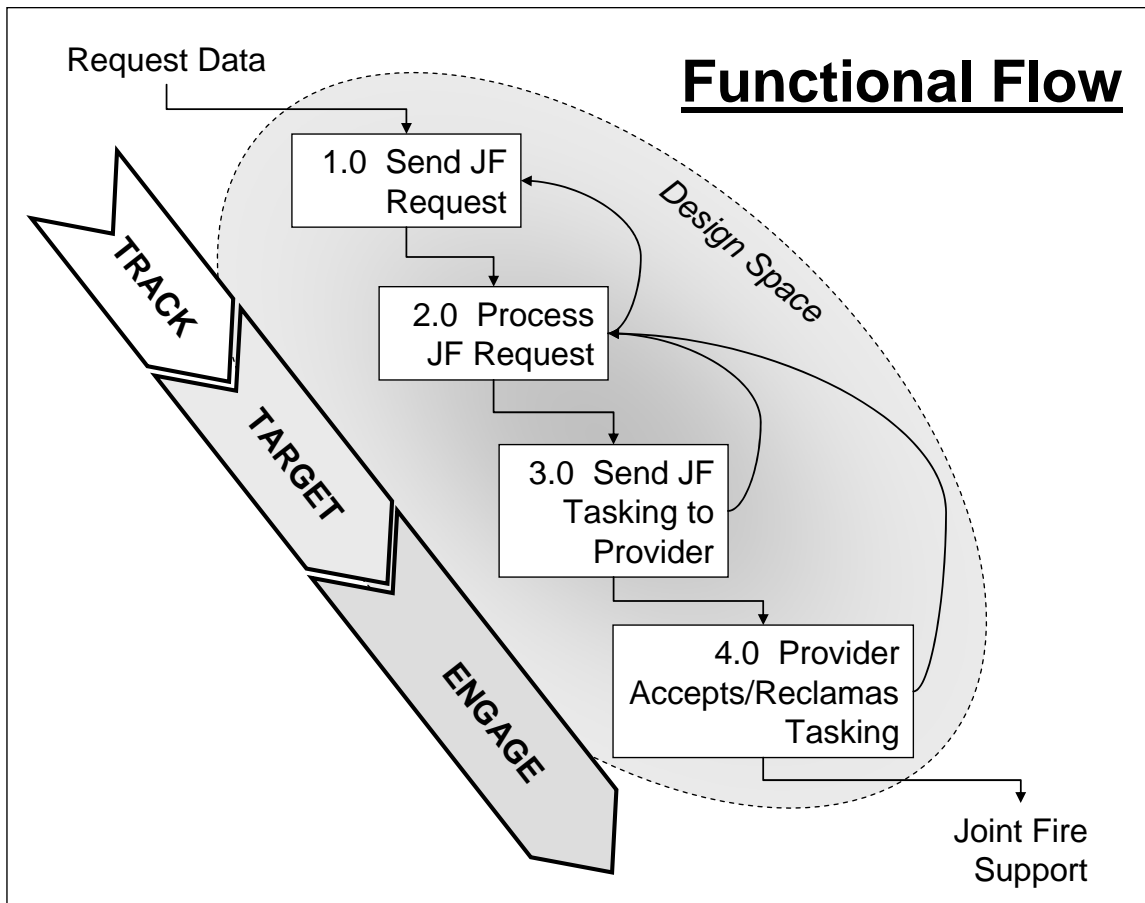 Request Data
Functional Flow
1.0 Send JF
Request
Design Space
TRACK
2.0 Process
JF Request
TARGET
3.0 Send JF
Tasking to
Provider
4.0 Provider
Accepts/Reclamas
Tasking
ENGAGE
Joint Fire
Support